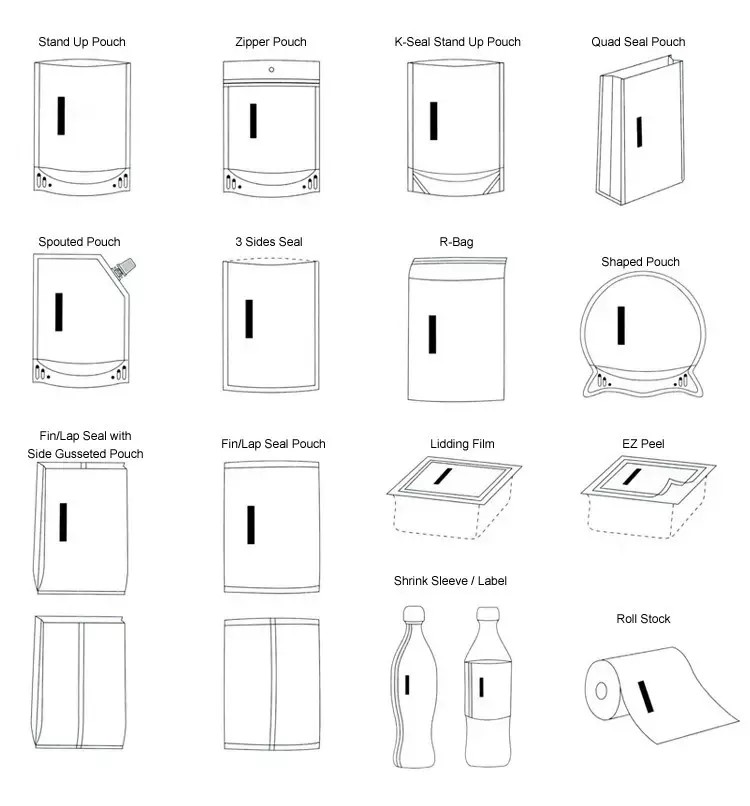 Stand Up Pouch
Zipper Pouch
K-Seal Stand Up Pouch
Quad Seal Pouch
Spouted Pouch
3 Sides Seal
R-Bag
Shaped Pouch
Fin/Lap Seal with
Side Gusseted Pouch
Fin/Lap Seal Pouch
Lidding Film
EZ Peel
Shrink Sleeve / Label
Roll Stock